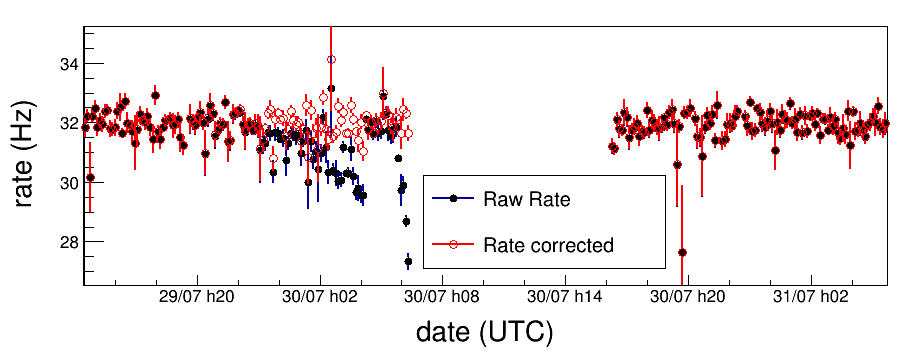 rate (Hz)
34
32
30
28
Raw Rate
Rate corrected
29/07 h20
30/07 h02
30/07 h08
30/07 h14
30/07 h20
31/07 h02
date (UTC)